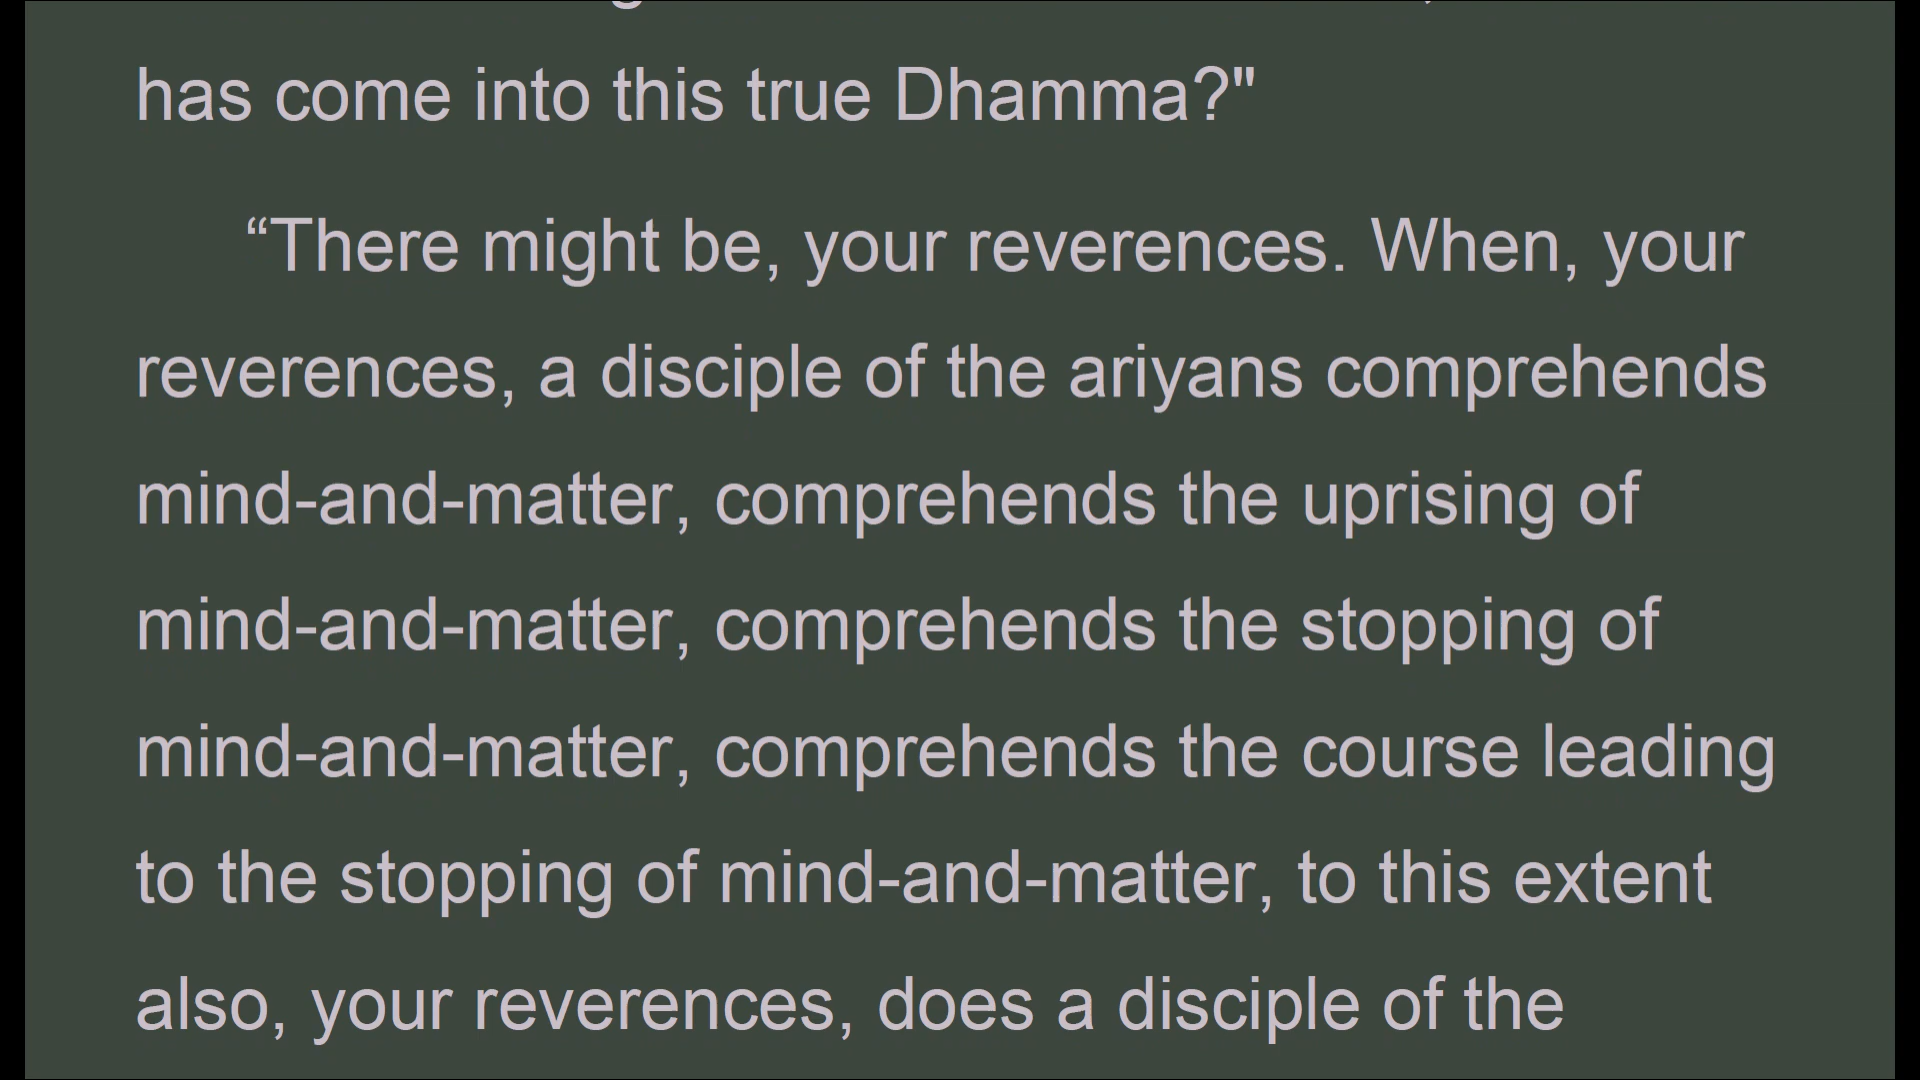 has come into this true Dhamma?"
“There might be, your reverences. When, your
reverences, a disciple of the ariyans comprehends
mind-and-matter, comprehends the uprising of
mind-and-matter, comprehends the stopping of
mind-and-matter, comprehends the course leading
to the stopping of mind-and-matter, to this extent
also, your reverences, does a disciple of the